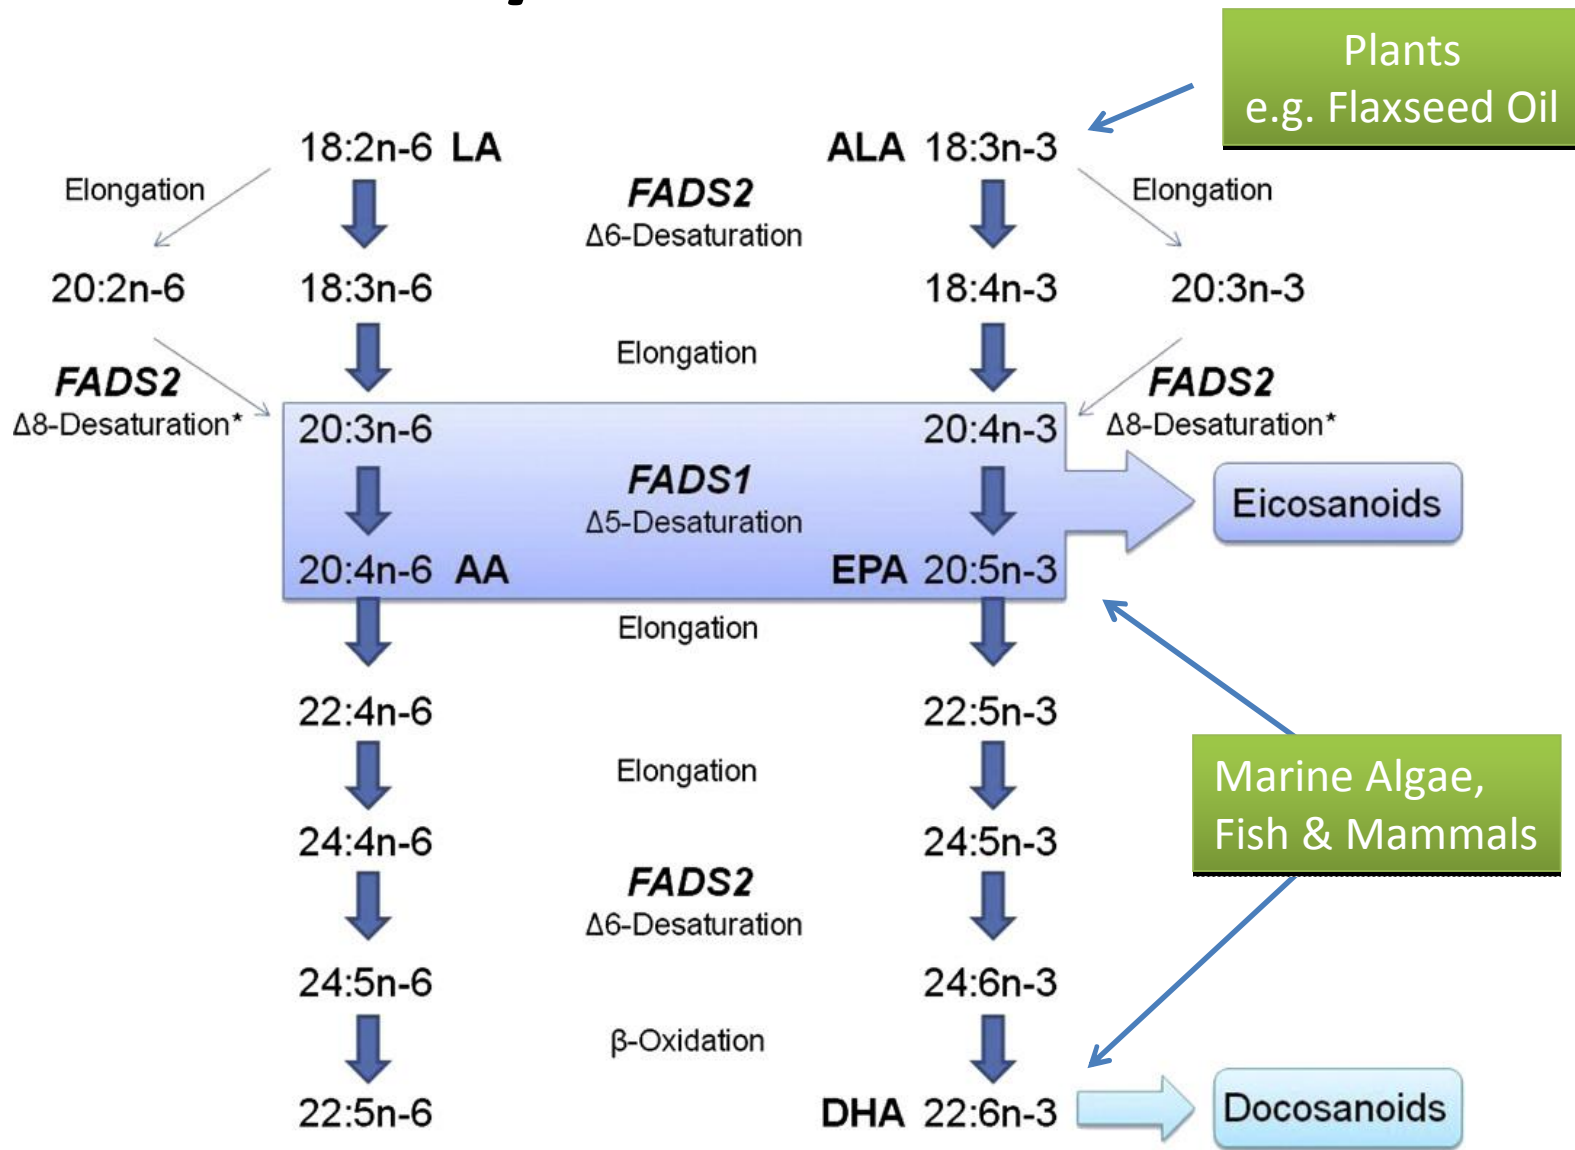 Plants
e.g. Flaxseed Oil
18:2n-6 LA
ALA 18:3n-3
Elongation
FADS2
Δ6-Desaturation
Elongation
20:2n-6
18:3n-6
18:4n-3
20:3n-3
Elongation
FADS2
Δ8-Desaturation*
FADS2
Δ8-Desaturation*
20:3n-6
20:4n-3
FADS1
Δ5-Desaturation
Eicosanoids
20:4n-6 AA
EPA 20:5n-3
Elongation
22:4n-6
22:5n-3
Elongation
Marine Algae,
Fish & Mammals
24:4n-6
24:5n-3
FADS2
Δ6-Desaturation
24:5n-6
24:6n-3
β-Oxidation
22:5n-6
DHA 22:6n-3
Docosanoids